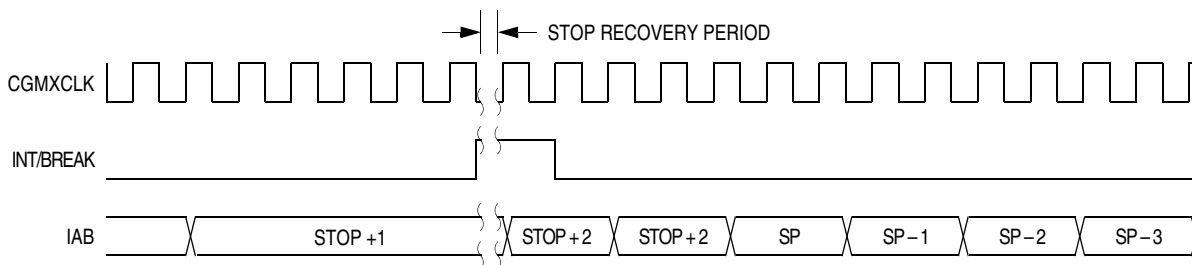 STOP RECOVERY PERIOD
CGMXCLK
INT/BREAK
IAB STOP +1 STOP + 2 STOP + 2 SP SP – 1 SP – 2 SP – 3